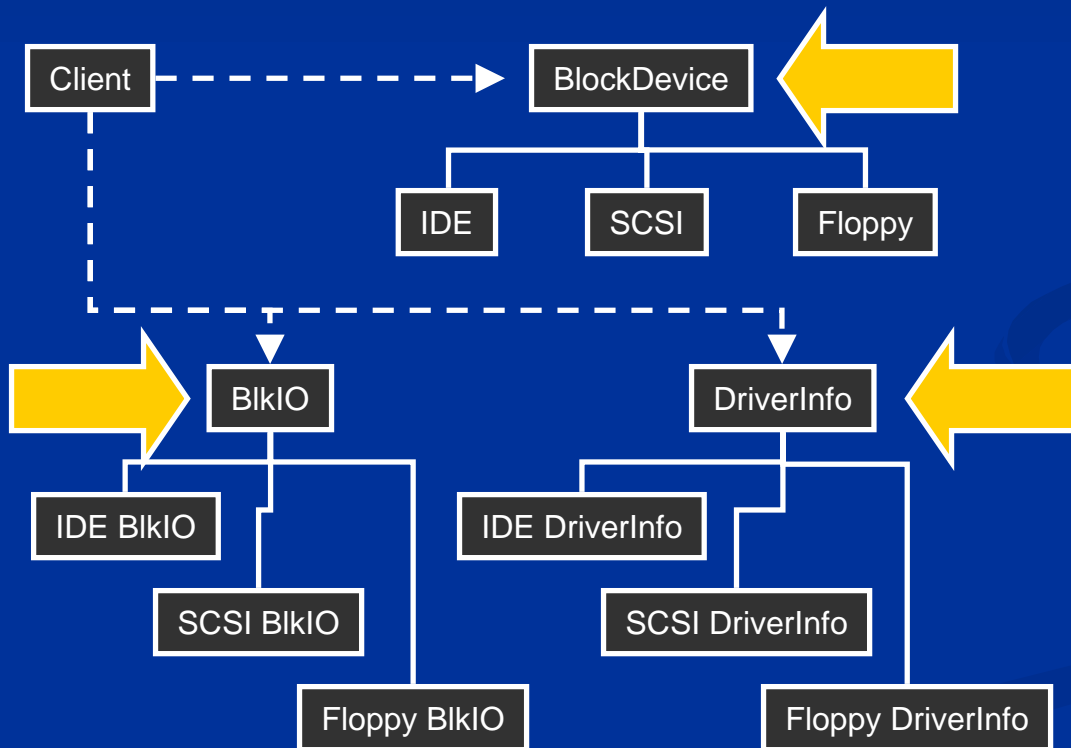 Client
BlockDevice
IDE
SCSI
Floppy
BlkIO
DriverInfo
IDE BlkIO
IDE DriverInfo
SCSI BlkIO
SCSI DriverInfo
Floppy BlkIO
Floppy DriverInfo